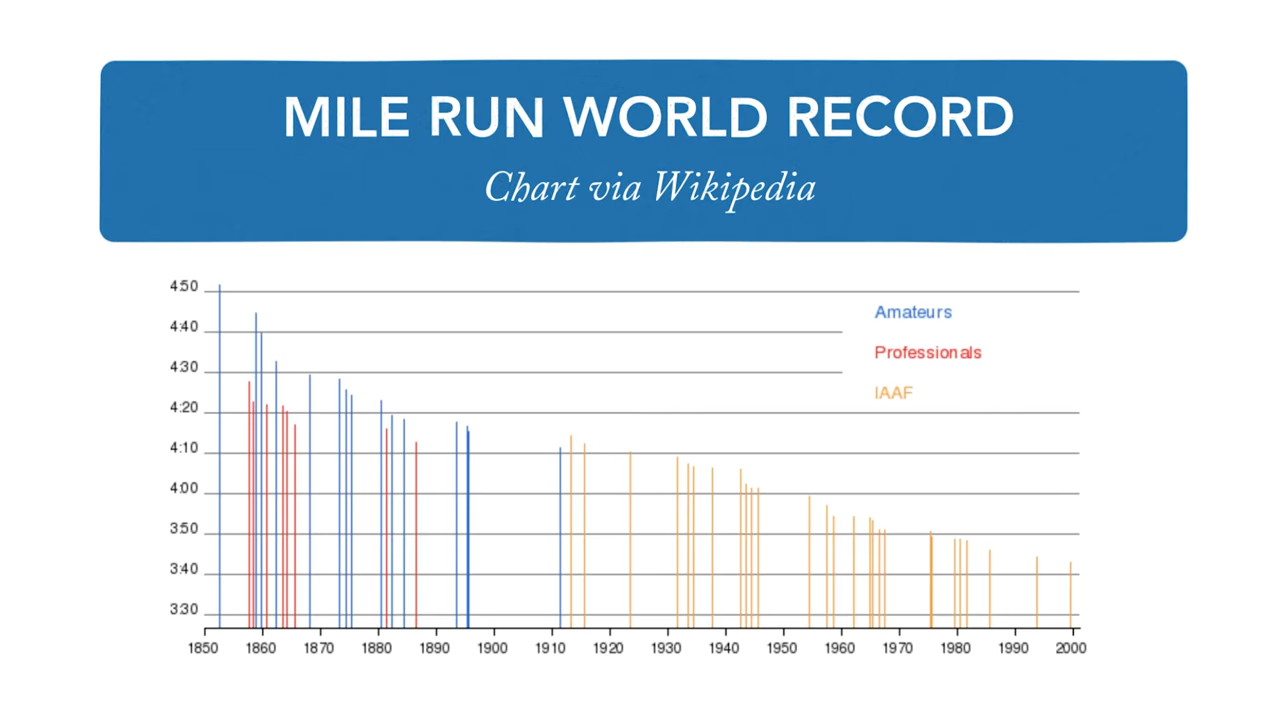 MILE RUN WORLD RECORD
Chart via Wikipedia
4:50
4:40
4:30
4:20
4:10
4:00
3:50
3:40
3:30
Amateurs
Professionals
IAAF
1850 1860 1870 1880 1890 1900 1910 1920 1930 1940 1950 1960 1970 1980 1990 2000